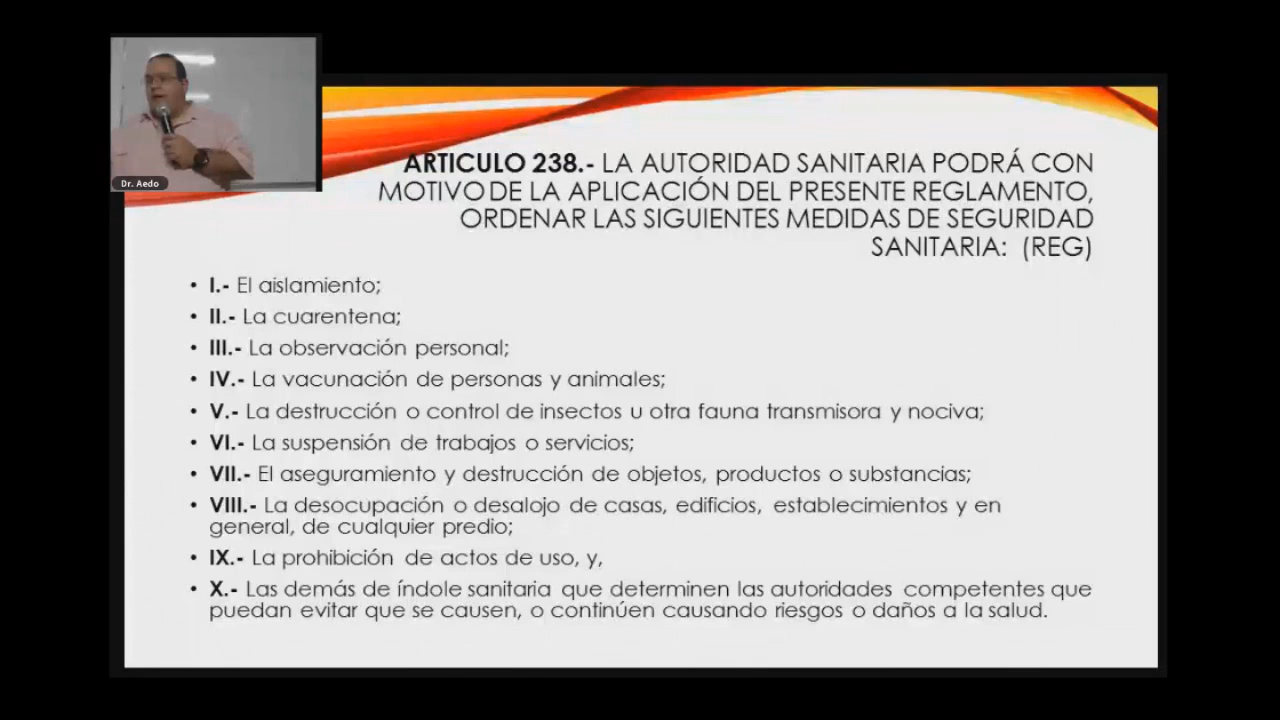 Dr. Aedo
ARTICULO 238.- LA AUTORIDAD SANITARIA PODRÁ CON
MOTIVO DE LA APLICACIÓN DEL PRESENTE REGLAMENTO,
ORDENAR LAS SIGUIENTES MEDIDAS DE SEGURIDAD
SANITARIA: (REG)
• I.- El aislamiento;
• II.- La cuarentena;
• III.- La observación personal;
• IV.- La vacunación de personas y animales;
• V.- La destrucción o control de insectos u otra fauna transmisora y nociva;
• VI.- La suspensión de trabajos o servicios;
• VII.- El aseguramiento y destrucción de objetos, productos o substancias;
• VIII.- La desocupación o desalojo de casas, edificios, establecimientos y en
general, de cualquier predio;
• IX.- La prohibición de actos de uso, y,
• X.- Las demás de índole sanitaria que determinen las autoridades competentes que
puedan evitar que se causen, o continúen causando riesgos o daños a la salud.